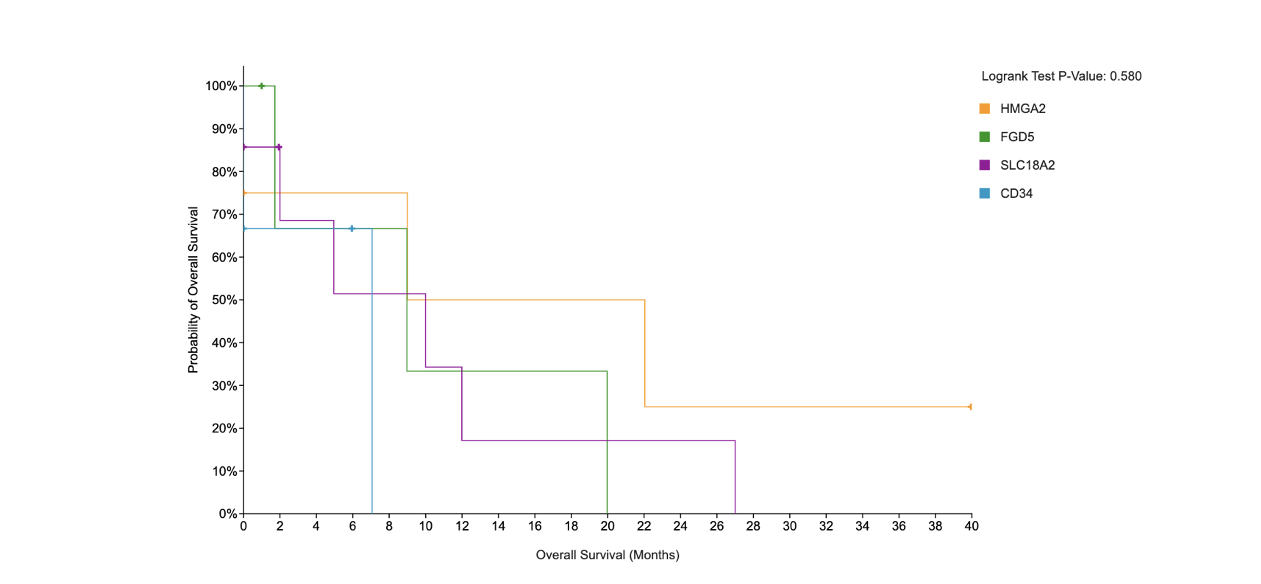 Logrank Test P-Value: 0.580
HMGA2
FGD5
SLC18A2
CD34
Probability of Overall Survival
100%
90%
80%
70%
60%
50%
40%
30%
20%
10%
0%
0 2 4 6 8 10 12 14 16 18 20 22 24 26 28 30 32 34 36 38 40
Overall Survival (Months)